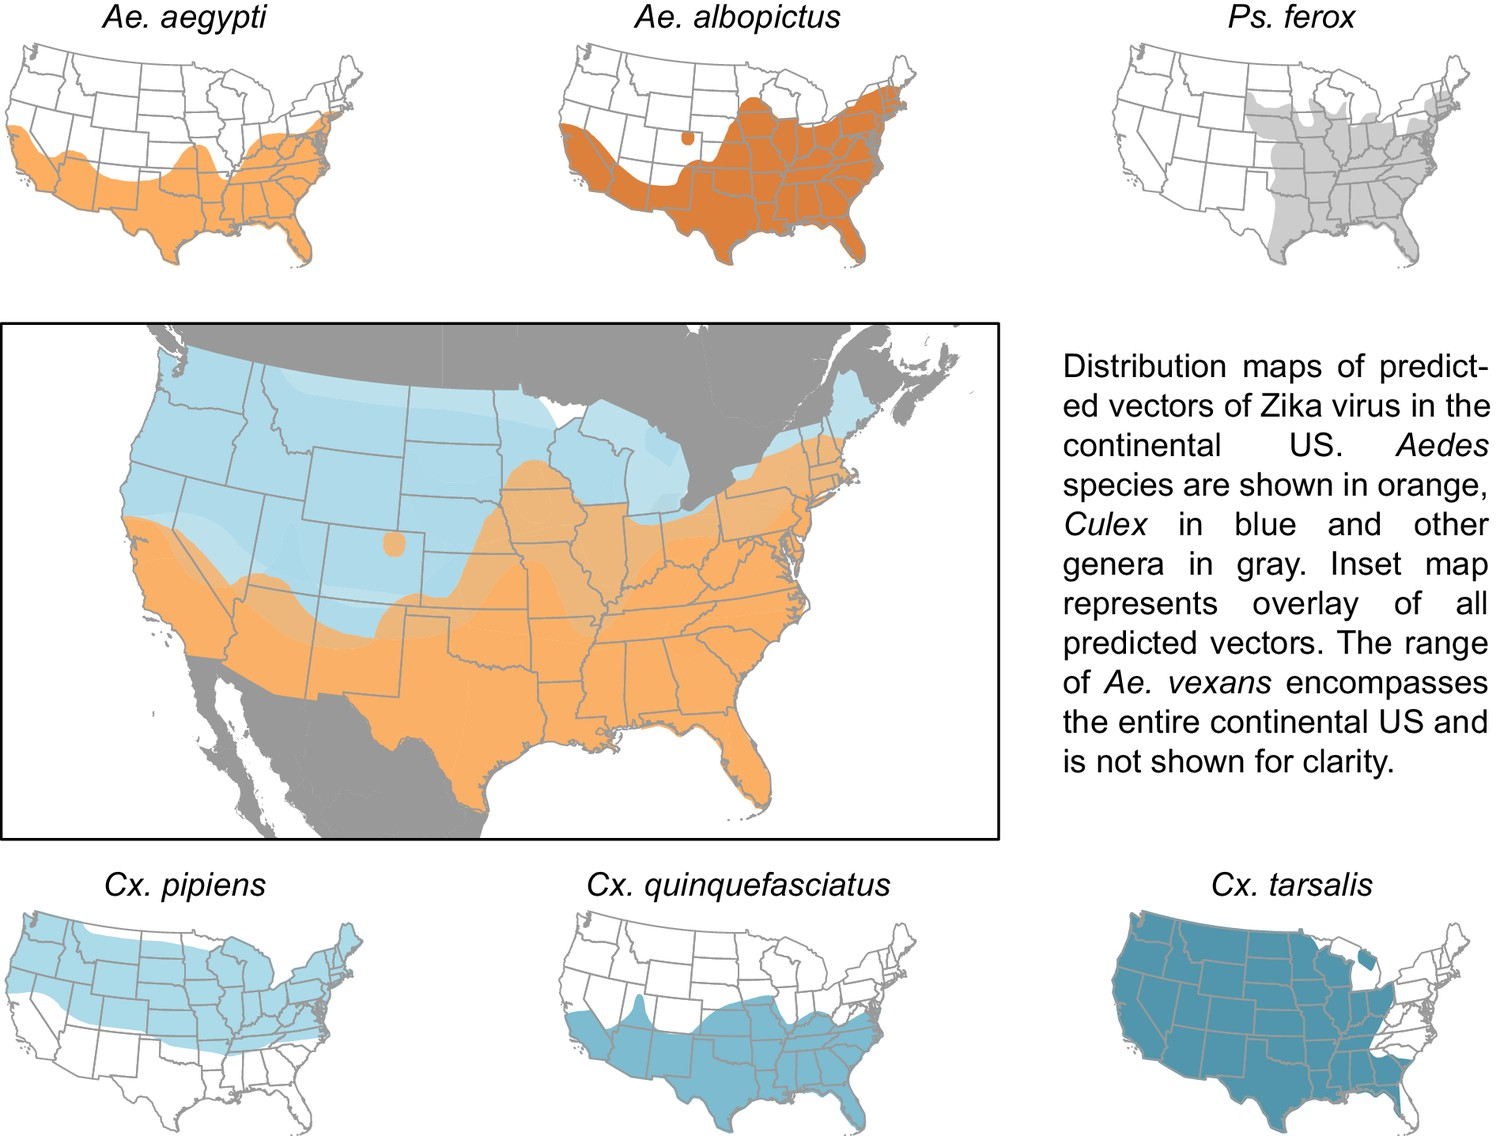 Ae. aegypti
Ae. albopictus
Ps. ferox
Distribution maps of predict-
ed vectors of Zika virus in the
continental US. Aedes
species are shown in orange,
Culex in blue and other
genera in gray. Inset map
represents overlay of all
predicted vectors. The range
of Ae. vexans encompasses
the entire continental US and
is not shown for clarity.
Cx. pipiens
Cx. quinquefasciatus
Cx. tarsalis